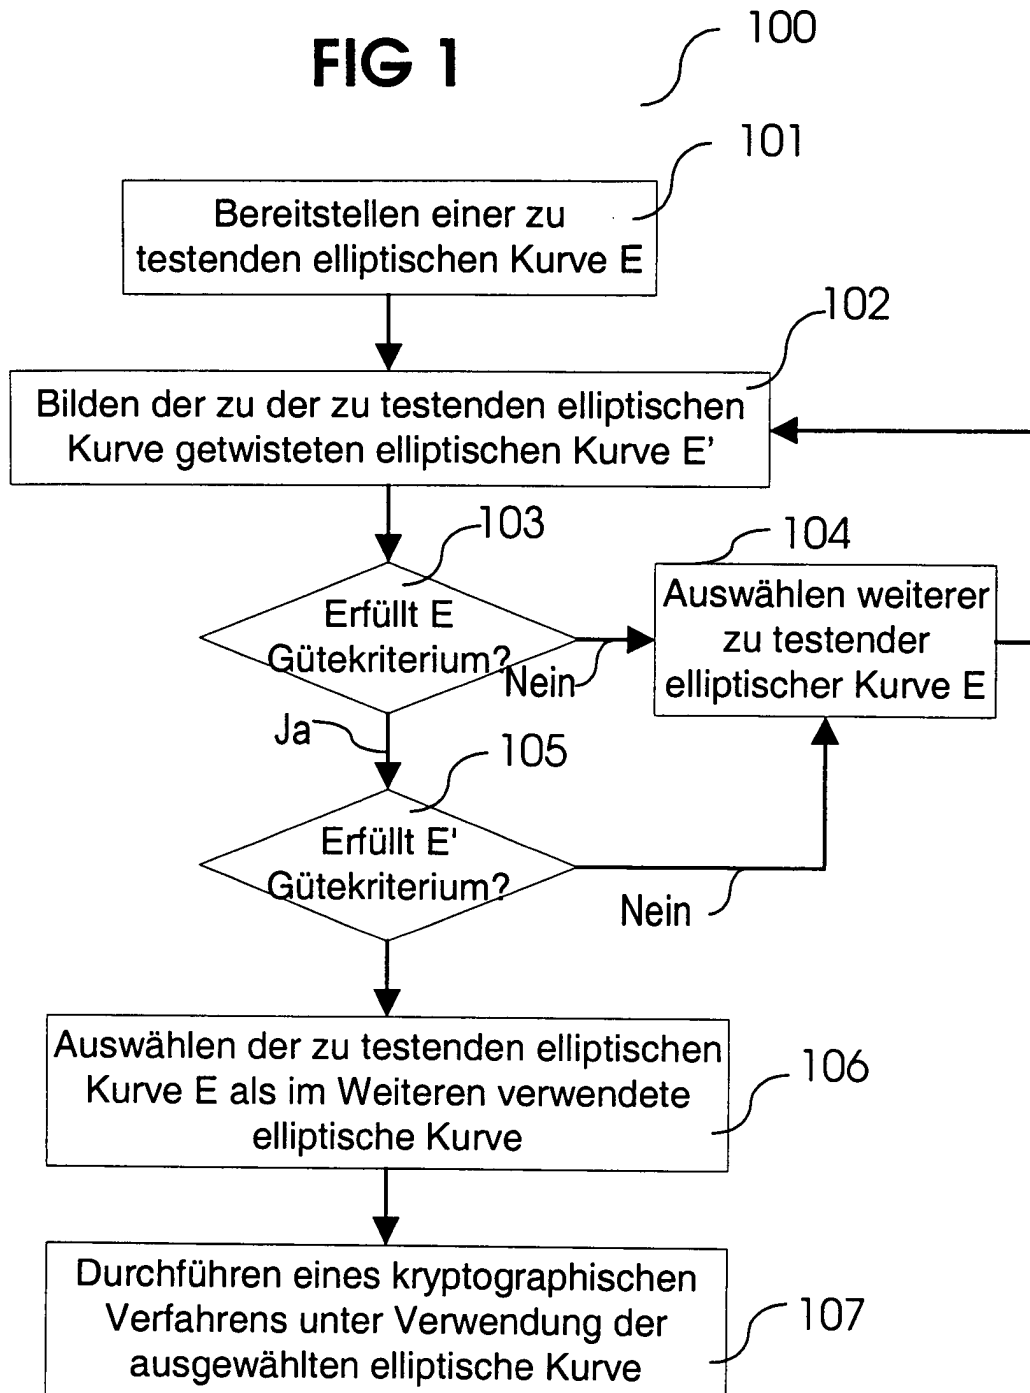 FIG 1
100
101
Bereitstellen einer zu
testenden elliptischen Kurve E
102
Bilden der zu der zu testenden elliptischen
Kurve getwisteten elliptischen Kurve E'
103
Erfüllt E
Gütekriterium?
Nein
104
Auswählen weiterer
zu testender
elliptischer Kurve E
Ja
105
Erfüllt E'
Gütekriterium?
Nein
Auswählen der zu testenden elliptischen
Kurve E als im Weiteren verwendete
elliptische Kurve
106
Durchführen eines kryptographischen
Verfahrens unter Verwendung der
ausgewählten elliptische Kurve
107